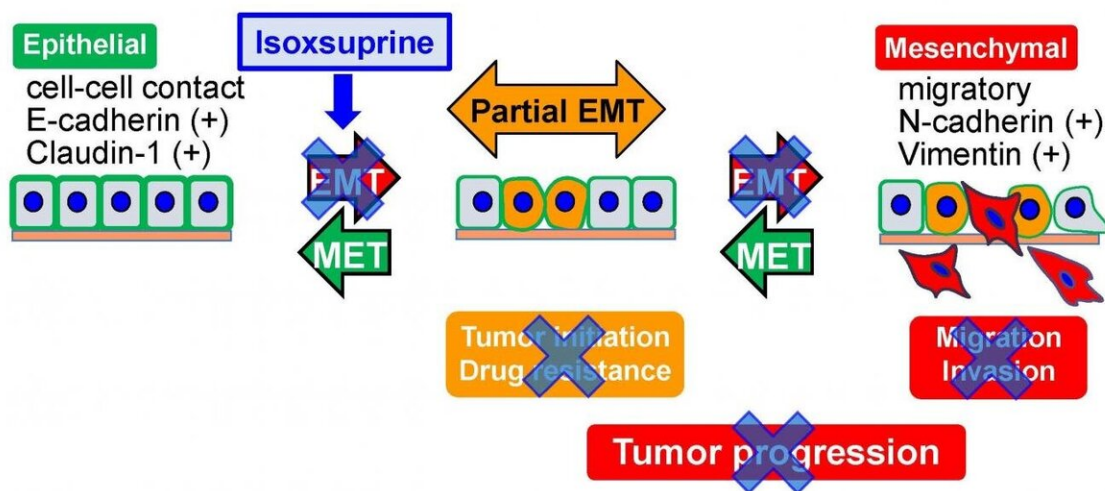 Epithelial
cell-cell contact
E-cadherin (+)
Claudin-1 (+)
Isoxsuprine
EMT
MET
Partial EMT
EMT
MET
Mesenchymal
migratory
N-cadherin (+)
Vimentin (+)
Tumor initiation
Drug resistance
Migration
Invasion
Tumor progression